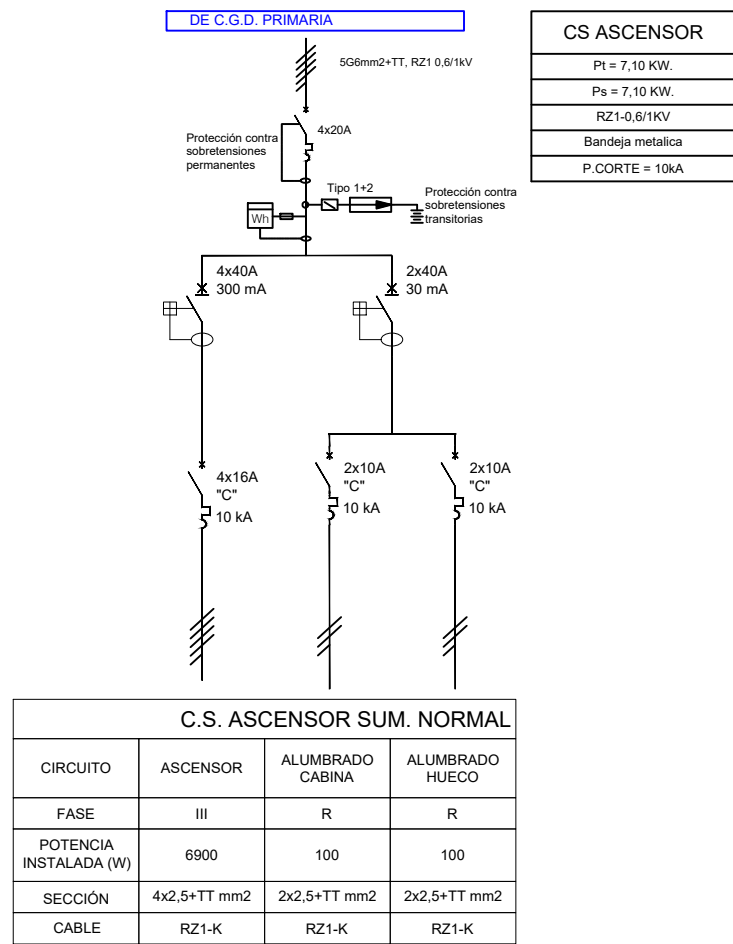 DE C.G.D. PRIMARIA
CS ASCENSOR
Pt = 7,10 KW.
Ps = 7,10 KW.
RZ1-0,6/1KV
Bandeja metalica
P.CORTE = 10kA
5G6mm2+TT, RZ1 0,6/1kV
4x20A
Protección contra
sobretensiones
permanentes
Tipo 1+2
Protección contra
sobretensiones
transitorias
Wh
4x40A
300 mA
2x40A
30 mA
4x16A
"C"
10 kA
2x10A
"C"
10 kA
2x10A
"C"
10 kA
C.S. ASCENSOR SUM. NORMAL
CIRCUITO
ASCENSOR
ALUMBRADO
CABINA
ALUMBRADO
HUECO
FASE
III
R
R
POTENCIA
INSTALADA (W)
6900
100
100
SECCIÓN
4x2,5+TT mm2
2x2,5+TT mm2
2x2,5+TT mm2
CABLE
RZ1-K
RZ1-K
RZ1-K